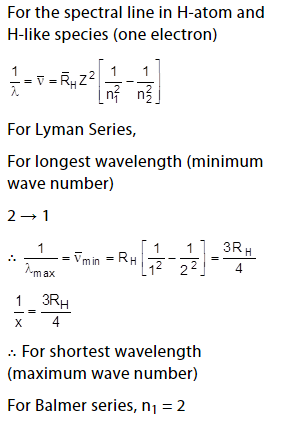 For the spectral line in H-atom and
H-like species (one electron)
1/λ = v̅ = R̅_H Z² [1/n₁² − 1/n₂²]
For Lyman Series,
For longest wavelength (minimum
wave number)
2 → 1
∴ 1/λ_max = v̅_min = R_H [1/1² − 1/2²] = 3R_H/4
1/x = 3R_H/4
∴ For shortest wavelength
(maximum wave number)
For Balmer series, n₁ = 2